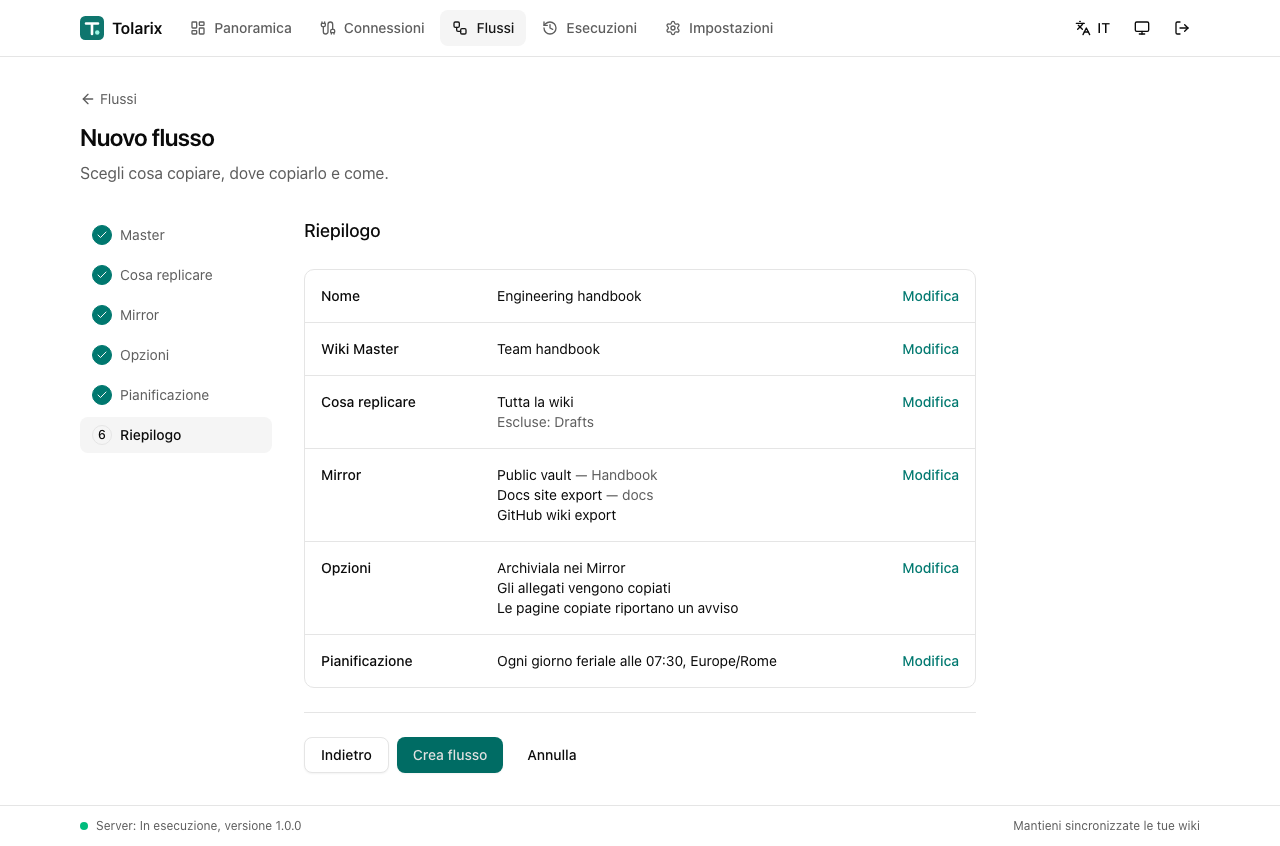 Tolarix
Panoramica
Connessioni
Flussi
Esecuzioni
Impostazioni
IT
Flussi
Nuovo flusso
Scegli cosa copiare, dove copiarlo e come.
Master
Cosa replicare
Mirror
Opzioni
Pianificazione
6 Riepilogo
Riepilogo
Nome Engineering handbook Modifica
Wiki Master Team handbook Modifica
Cosa replicare Tutta la wiki Modifica
Escluse: Drafts
Mirror Public vault — Handbook Modifica
Docs site export — docs
GitHub wiki export
Opzioni Archiviala nei Mirror Modifica
Gli allegati vengono copiati
Le pagine copiate riportano un avviso
Pianificazione Ogni giorno feriale alle 07:30, Europe/Rome Modifica
Indietro
Crea flusso
Annulla
Server: In esecuzione, versione 1.0.0
Mantieni sincronizzate le tue wiki